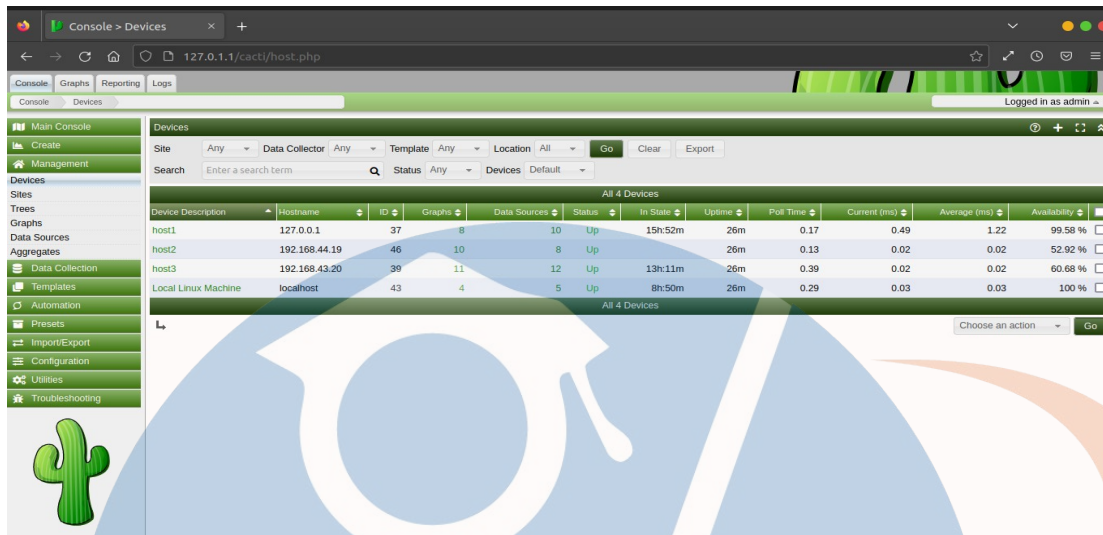 Console > Devices
127.0.1.1/cacti/host.php
Console Graphs Reporting Logs
Console Devices Logged in as admin
Main Console
Create
Management
Devices
Sites
Trees
Graphs
Data Sources
Aggregates
Data Collection
Templates
Automation
Presets
Import/Export
Configuration
Utilities
Troubleshooting
Devices
Site Any Data Collector Any Template Any Location All Go Clear Export
Search Enter a search term Status Any Devices Default
All 4 Devices
Device Description Hostname ID Graphs Data Sources Status In State Uptime Poll Time Current (ms) Average (ms) Availability
host1 127.0.0.1 37 8 10 Up 15h:52m 26m 0.17 0.49 1.22 99.58 %
host2 192.168.44.19 46 10 8 Up 26m 0.13 0.02 0.02 52.92 %
host3 192.168.43.20 39 11 12 Up 13h:11m 26m 0.39 0.02 0.02 60.68 %
Local Linux Machine localhost 43 4 5 Up 8h:50m 26m 0.29 0.03 0.03 100 %
All 4 Devices
Choose an action Go